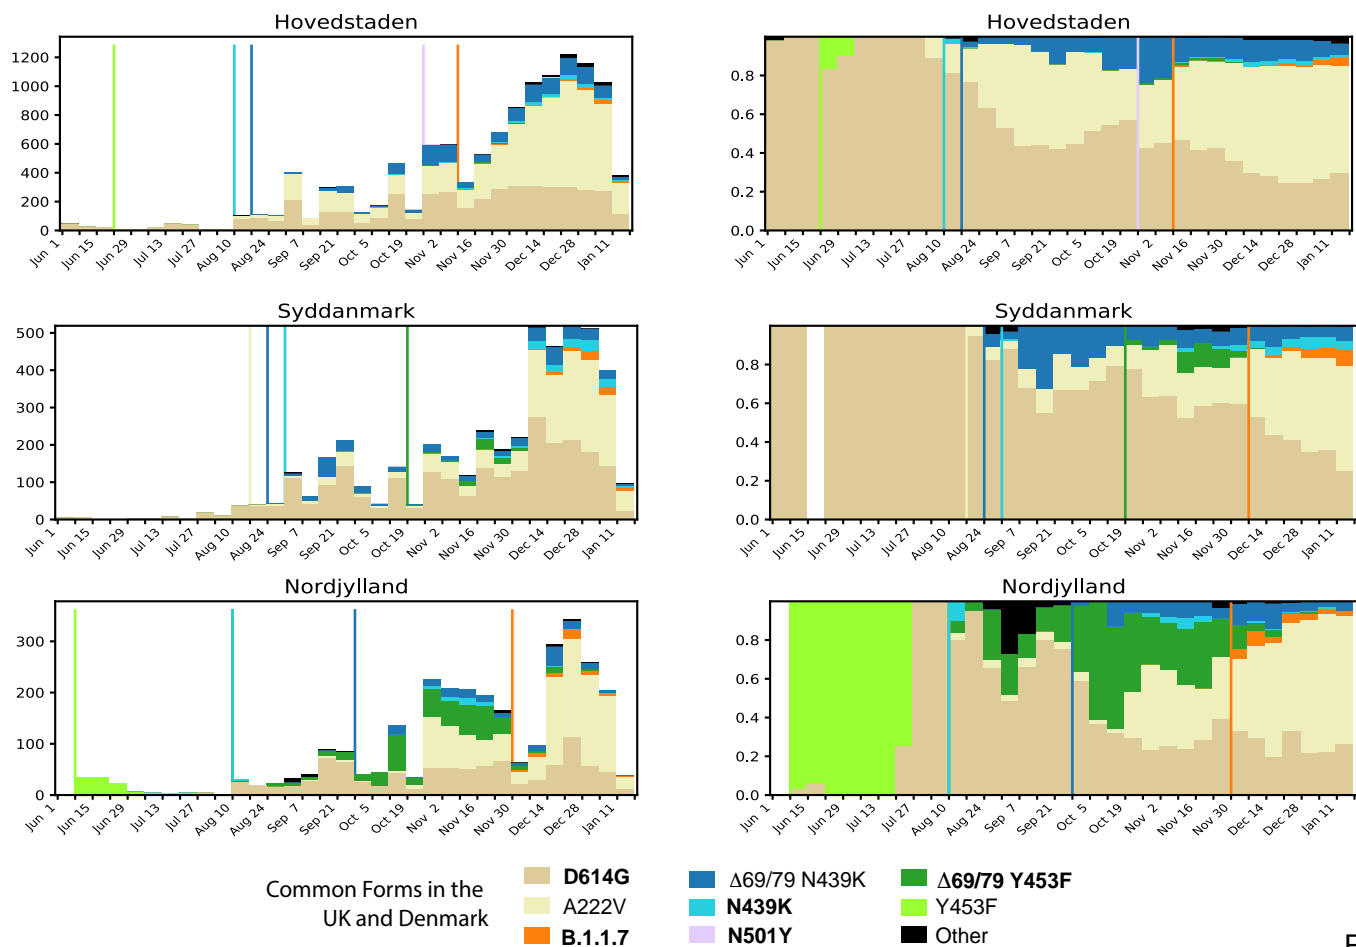 Hovedstaden
1200
1000
800
600
400
200
0
Jun 1 Jun 15 Jun 29 Jul 13 Jul 27 Aug 10 Aug 24 Sep 7 Sep 21 Oct 5 Oct 19 Nov 2 Nov 16 Nov 30 Dec 14 Dec 28 Jan 11
Hovedstaden
0.8
0.6
0.4
0.2
0.0
Jun 1 Jun 15 Jun 29 Jul 13 Jul 27 Aug 10 Aug 24 Sep 7 Sep 21 Oct 5 Oct 19 Nov 2 Nov 16 Nov 30 Dec 14 Dec 28 Jan 11
Syddanmark
500
400
300
200
100
0
Jun 1 Jun 15 Jun 29 Jul 13 Jul 27 Aug 10 Aug 24 Sep 7 Sep 21 Oct 5 Oct 19 Nov 2 Nov 16 Nov 30 Dec 14 Dec 28 Jan 11
Syddanmark
0.8
0.6
0.4
0.2
0.0
Jun 1 Jun 15 Jun 29 Jul 13 Jul 27 Aug 10 Aug 24 Sep 7 Sep 21 Oct 5 Oct 19 Nov 2 Nov 16 Nov 30 Dec 14 Dec 28 Jan 11
Nordjylland
300
200
100
0
Jun 1 Jun 15 Jun 29 Jul 13 Jul 27 Aug 10 Aug 24 Sep 7 Sep 21 Oct 5 Oct 19 Nov 2 Nov 16 Nov 30 Dec 14 Dec 28 Jan 11
Nordjylland
0.8
0.6
0.4
0.2
0.0
Jun 1 Jun 15 Jun 29 Jul 13 Jul 27 Aug 10 Aug 24 Sep 7 Sep 21 Oct 5 Oct 19 Nov 2 Nov 16 Nov 30 Dec 14 Dec 28 Jan 11
Common Forms in the
UK and Denmark
D614G
A222V
B.1.1.7
Δ69/79 N439K
N439K
N501Y
Δ69/79 Y453F
Y453F
Other